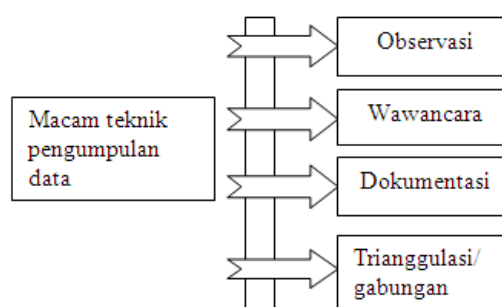 Macam teknik
pengumpulan
data
Observasi
Wawancara
Dokumentasi
Trianggulasi/
gabungan